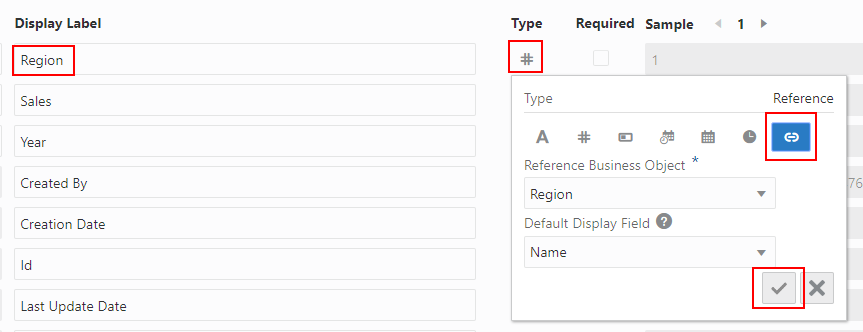 Display Label Type Required Sample 1
Region # 1
Sales
Year
Created By
Creation Date
Id
Last Update Date
Type Reference
A #
Reference Business Object *
Region
Default Display Field ?
Name
76